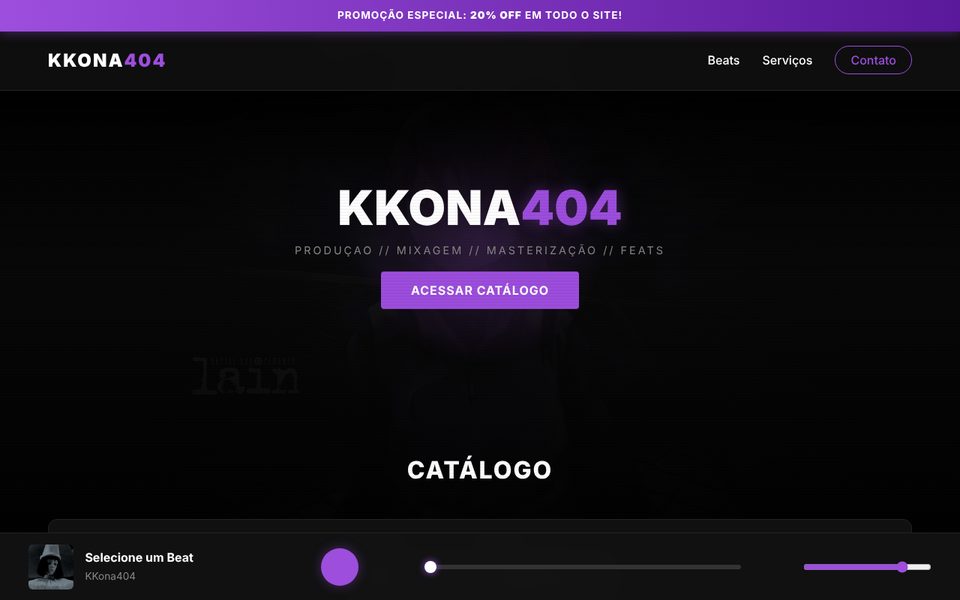 PROMOÇÃO ESPECIAL: 20% OFF EM TODO O SITE!
KKONA404
Beats
Serviços
Contato
KKONA404
PRODUÇAO // MIXAGEM // MASTERIZAÇÃO // FEATS
ACESSAR CATÁLOGO
lain
CATÁLOGO
Selecione um Beat
KKona404